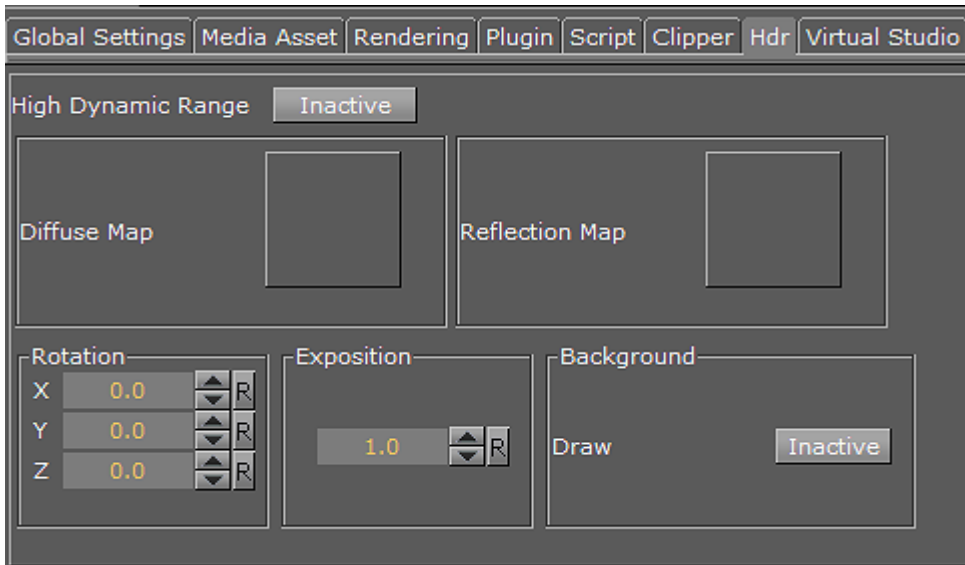 Global Settings Media Asset Rendering Plugin Script Clipper Hdr Virtual Studio
High Dynamic Range Inactive
Diffuse Map Reflection Map
Rotation Exposition Background
X 0.0 R
Y 0.0 R 1.0 R Draw Inactive
Z 0.0 R